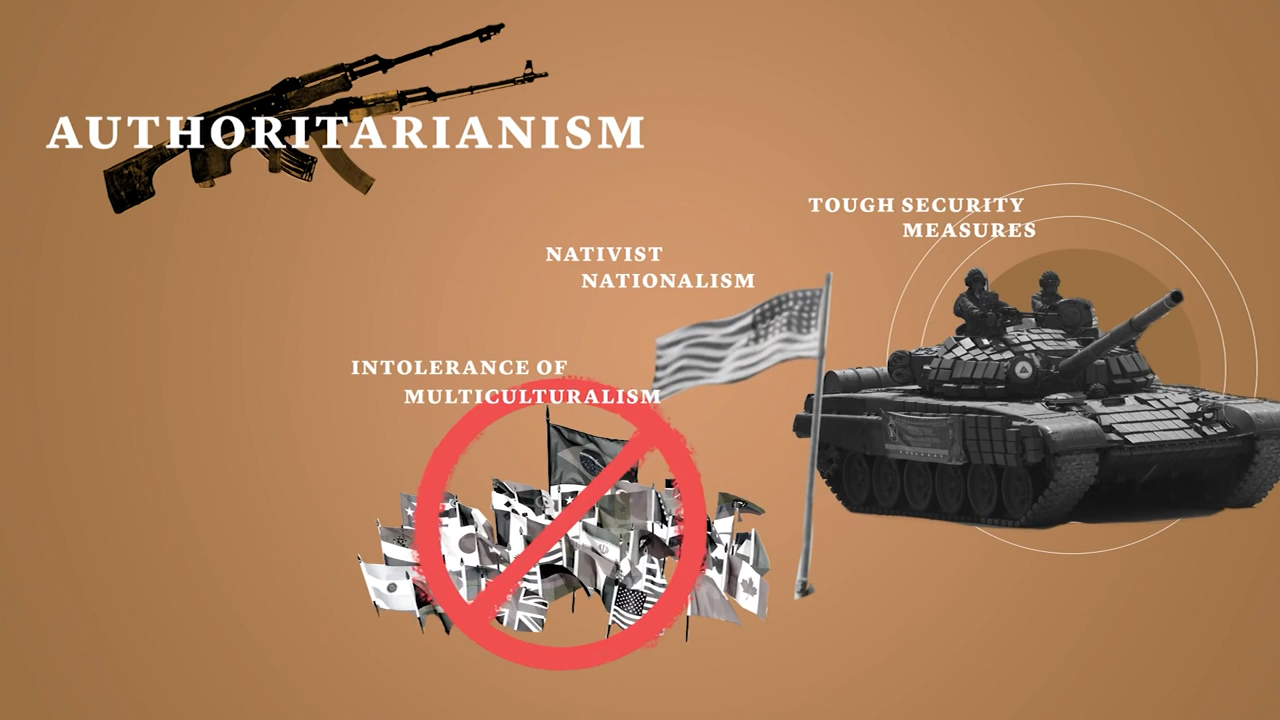 AUTHORITARIANISM
TOUGH SECURITY
MEASURES
NATIVIST
NATIONALISM
INTOLERANCE OF
MULTICULTURALISM